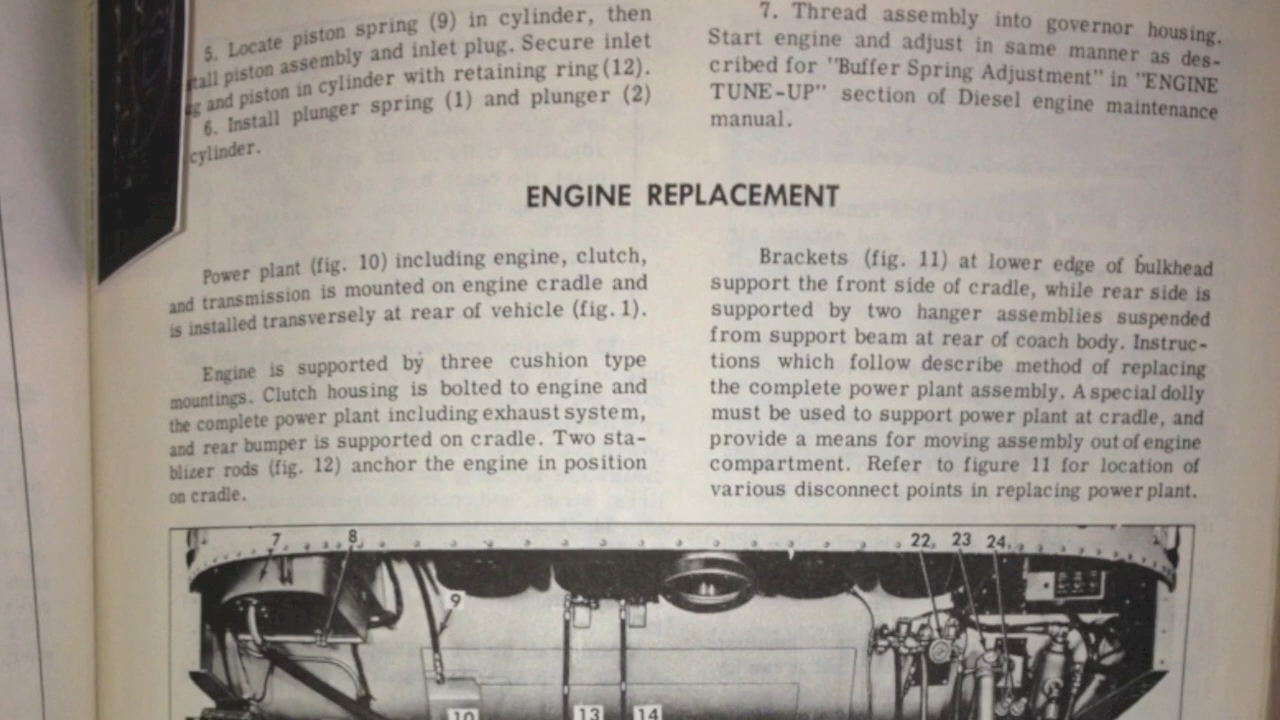 5. Locate piston spring (9) in cylinder, then
tall piston assembly and inlet plug. Secure inlet
g and piston in cylinder with retaining ring (12).
6. Install plunger spring (1) and plunger (2)
cylinder.
7. Thread assembly into governor housing.
Start engine and adjust in same manner as des-
cribed for "Buffer Spring Adjustment" in "ENGINE
TUNE-UP" section of Diesel engine maintenance
manual.
ENGINE REPLACEMENT
Power plant (fig. 10) including engine, clutch,
and transmission is mounted on engine cradle and
is installed transversely at rear of vehicle (fig. 1).
Engine is supported by three cushion type
mountings. Clutch housing is bolted to engine and
the complete power plant including exhaust system,
and rear bumper is supported on cradle. Two sta-
blizer rods (fig. 12) anchor the engine in position
on cradle.
Brackets (fig. 11) at lower edge of bulkhead
support the front side of cradle, while rear side is
supported by two hanger assemblies suspended
from support beam at rear of coach body. Instruc-
tions which follow describe method of replacing
the complete power plant assembly. A special dolly
must be used to support power plant at cradle, and
provide a means for moving assembly out of engine
compartment. Refer to figure 11 for location of
various disconnect points in replacing power plant.
7 8 22 23 24
9
10 13 14